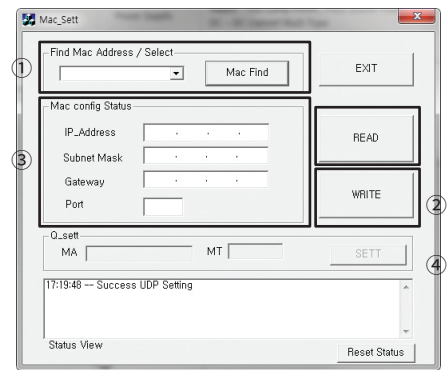 Mac_Sett
① Find Mac Address / Select
Mac Find
EXIT
Mac config Status
③ IP_Address
Subnet Mask
Gateway
Port
READ
WRITE
②
Q_sett
MA MT SETT
④
17:19:48 -- Success UDP Setting
Status View
Reset Status